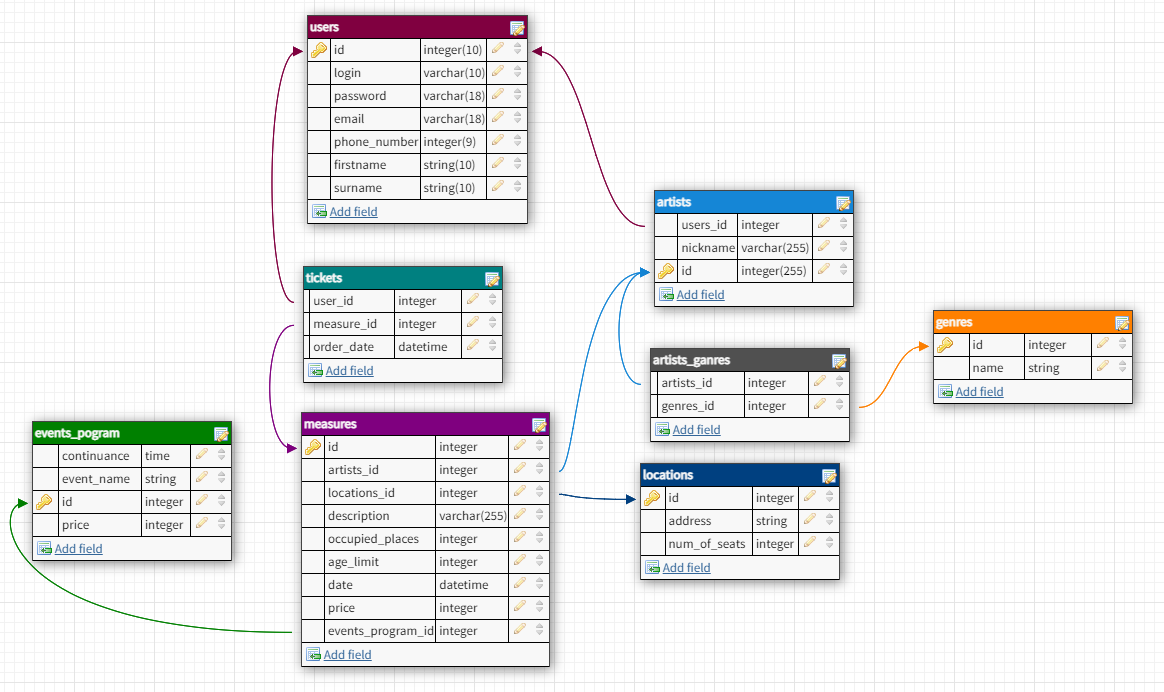 users
id integer(10)
login varchar(10)
password varchar(18)
email varchar(18)
phone_number integer(9)
firstname string(10)
surname string(10)
Add field
artists
users_id integer
nickname varchar(255)
id integer(255)
Add field
tickets
user_id integer
measure_id integer
order_date datetime
Add field
genres
id integer
name string
Add field
artists_ganres
artists_id integer
genres_id integer
Add field
measures
id integer
artists_id integer
locations_id integer
description varchar(255)
occupied_places integer
age_limit integer
date datetime
price integer
events_program_id integer
Add field
events_pogram
continuance time
event_name string
id integer
price integer
Add field
locations
id integer
address string
num_of_seats integer
Add field